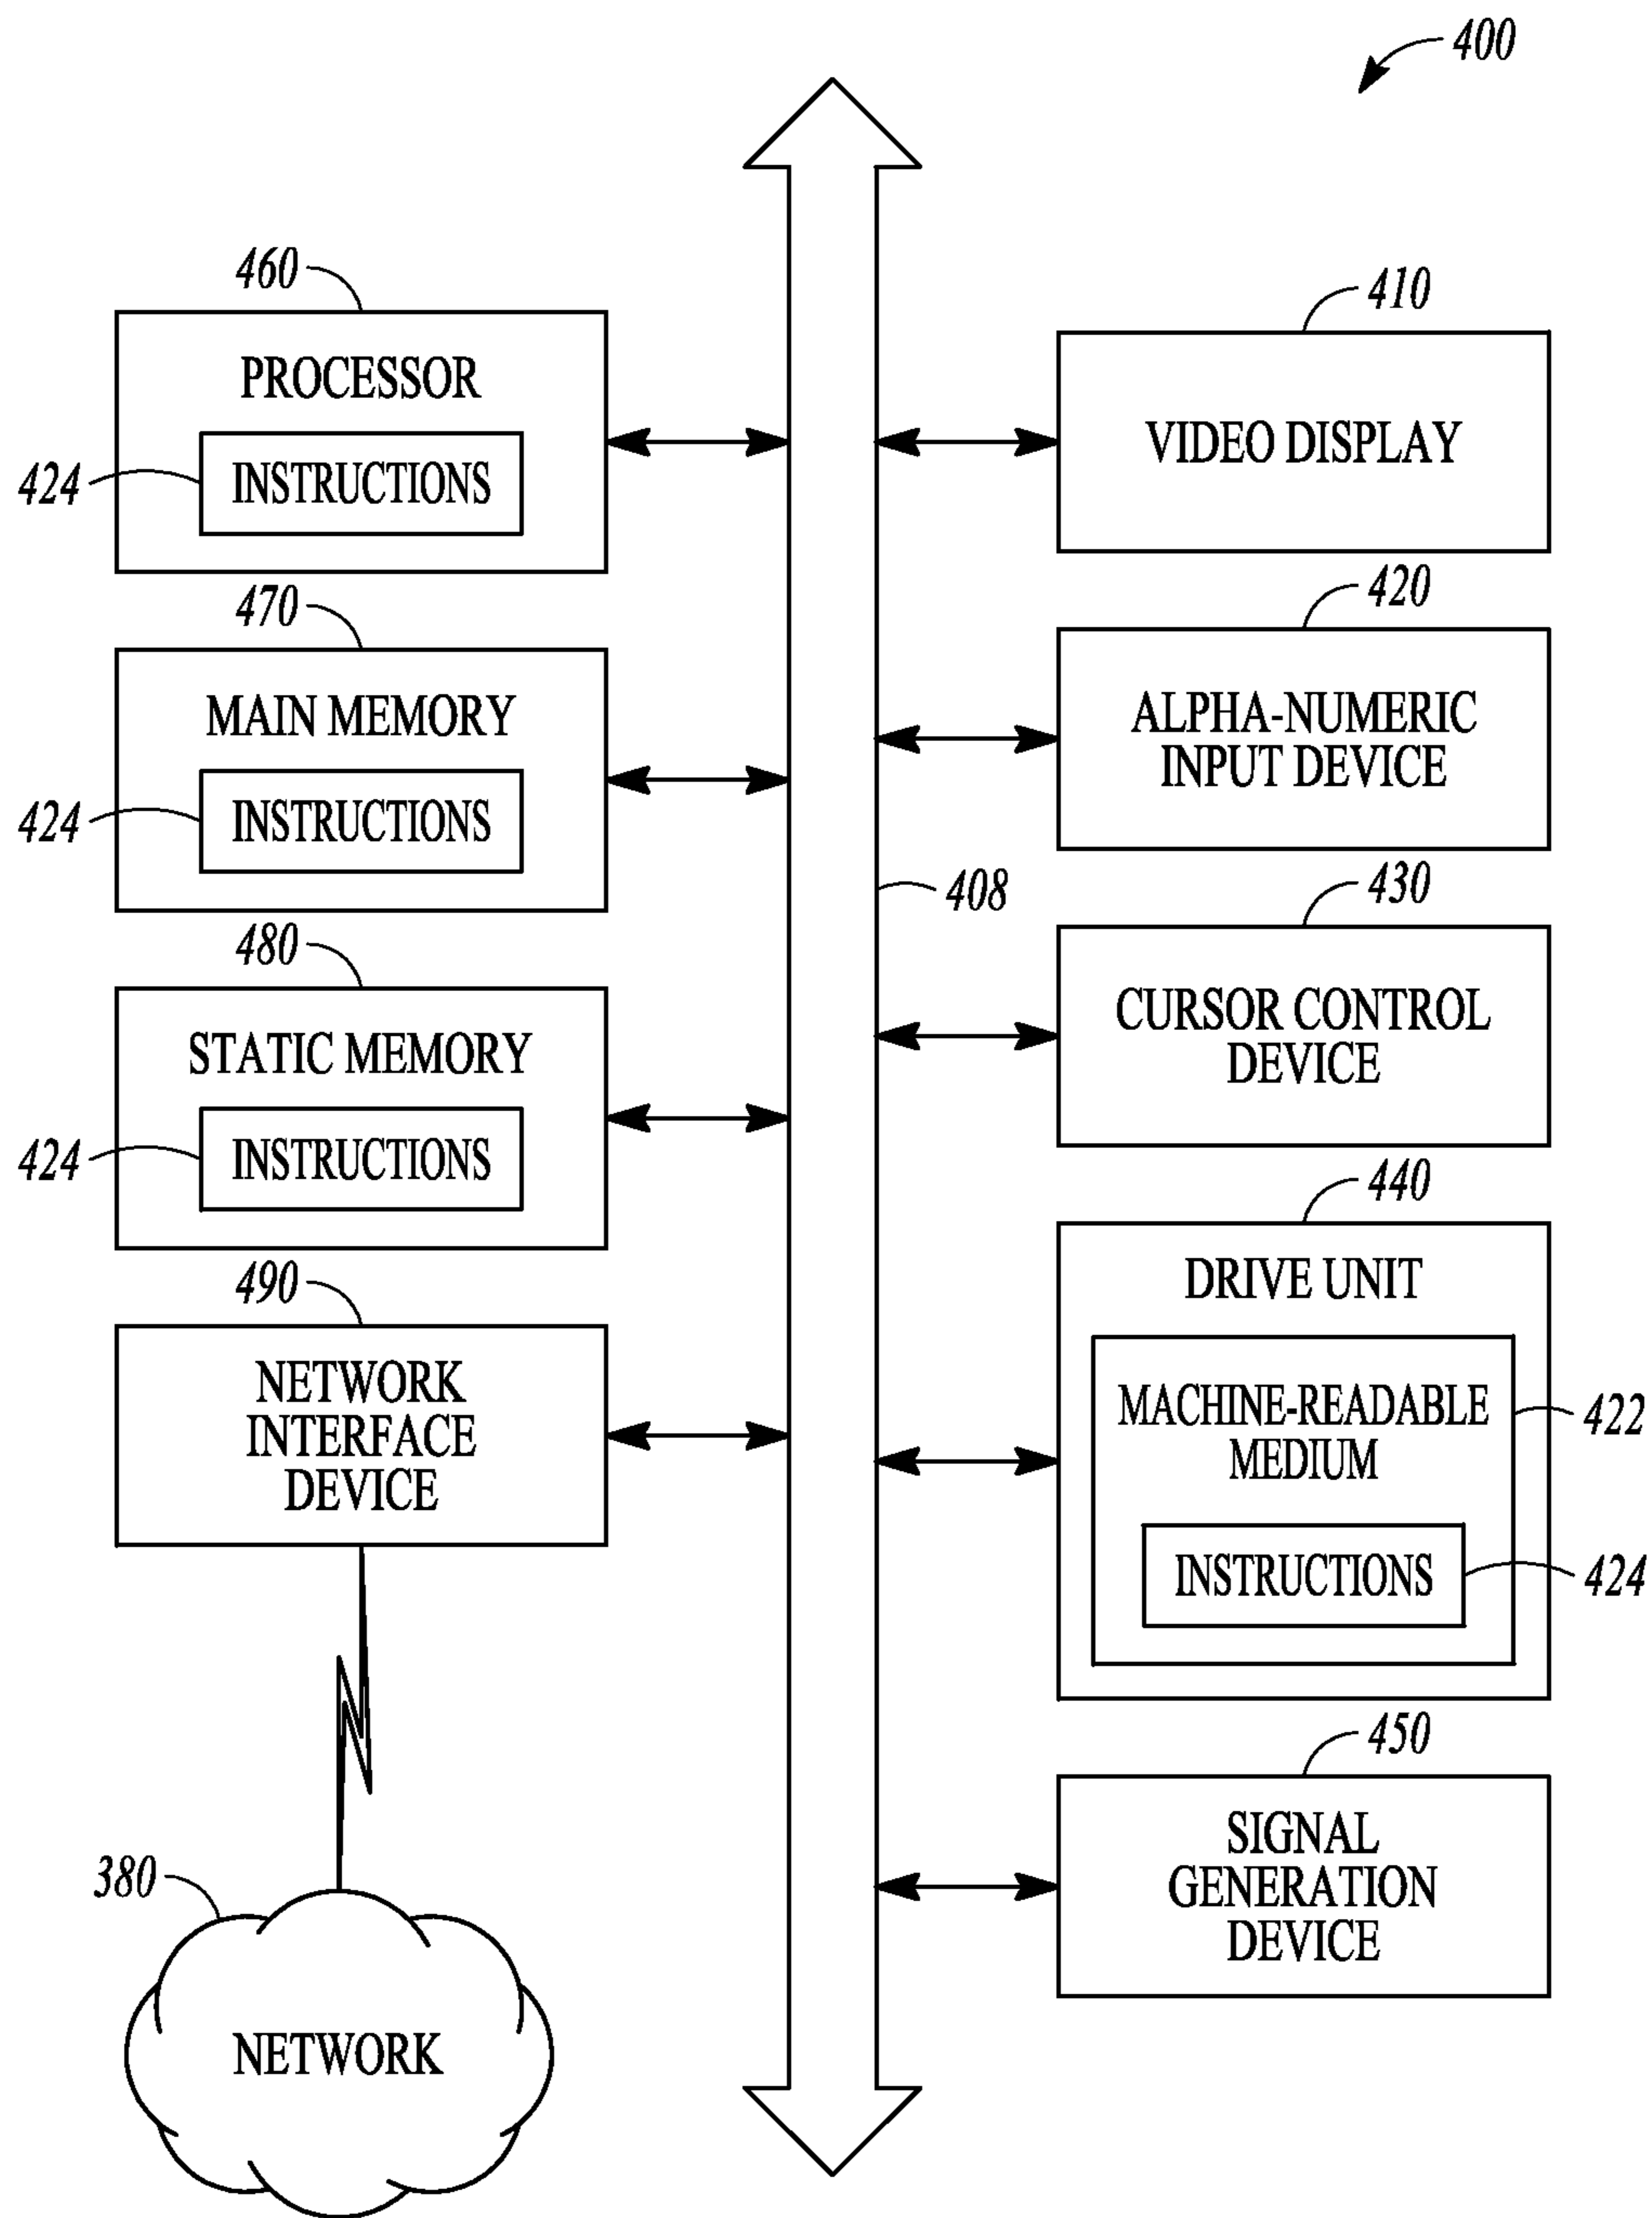 400
460
PROCESSOR
424
INSTRUCTIONS
470
MAIN MEMORY
424
INSTRUCTIONS
480
STATIC MEMORY
424
INSTRUCTIONS
490
NETWORK
INTERFACE
DEVICE
380
NETWORK
408
410
VIDEO DISPLAY
420
ALPHA-NUMERIC
INPUT DEVICE
430
CURSOR CONTROL
DEVICE
440
DRIVE UNIT
MACHINE-READABLE
MEDIUM
422
INSTRUCTIONS
424
450
SIGNAL
GENERATION
DEVICE